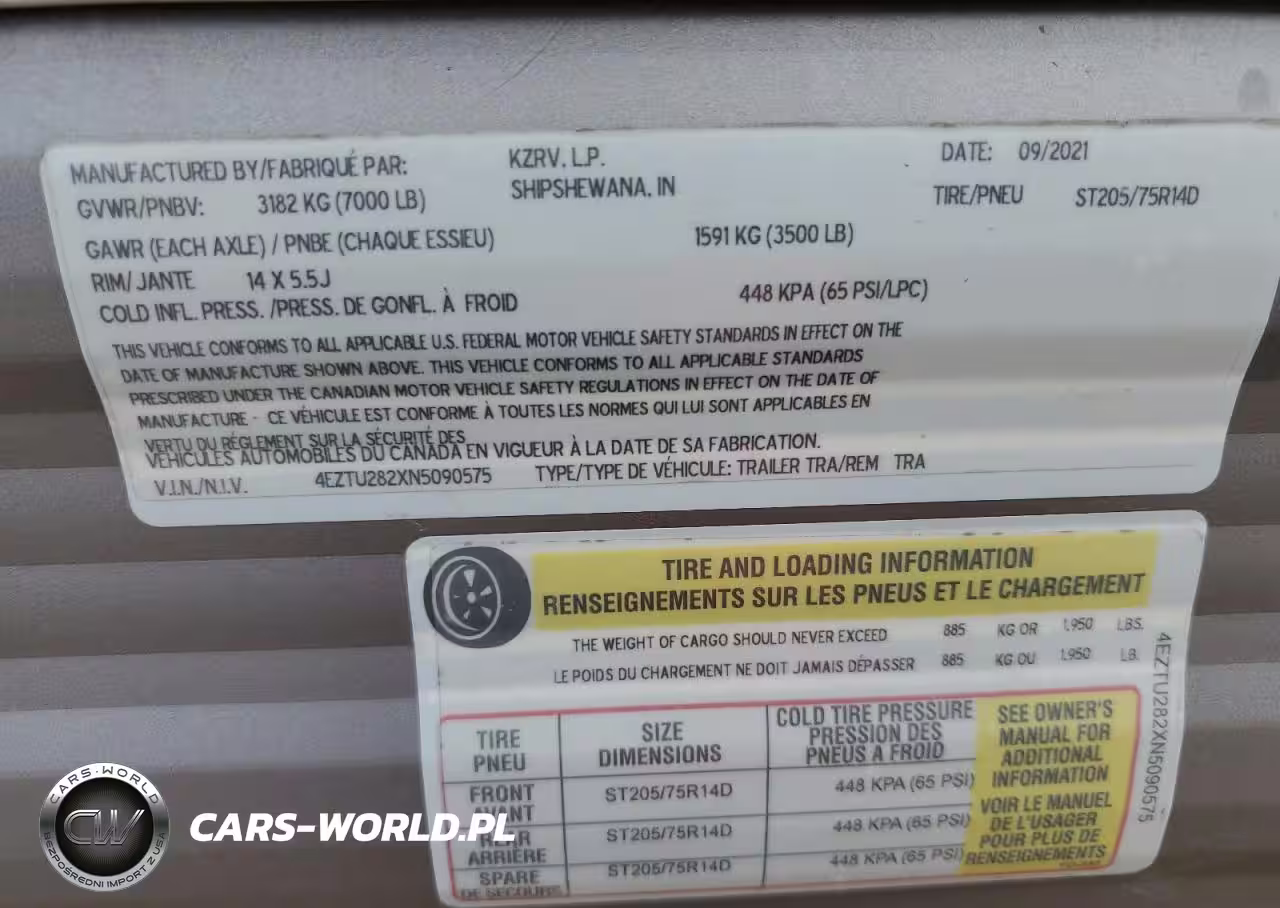 MANUFACTURED BY/FABRIQUÉ PAR: KZRV, L.P. DATE: 09/2021
GVWR/PNBV: 3182 KG (7000 LB) SHIPSHEWANA, IN TIRE/PNEU ST205/75R14D
GAWR (EACH AXLE) / PNBE (CHAQUE ESSIEU) 1591 KG (3500 LB)
RIM/JANTE 14 X 5.5J
COLD INFL. PRESS. /PRESS. DE GONFL. À FROID 448 KPA (65 PSI/LPC)
THIS VEHICLE CONFORMS TO ALL APPLICABLE U.S. FEDERAL MOTOR VEHICLE SAFETY STANDARDS IN EFFECT ON THE
DATE OF MANUFACTURE SHOWN ABOVE. THIS VEHICLE CONFORMS TO ALL APPLICABLE STANDARDS
PRESCRIBED UNDER THE CANADIAN MOTOR VEHICLE SAFETY REGULATIONS IN EFFECT ON THE DATE OF
MANUFACTURE - CE VÉHICULE EST CONFORME À TOUTES LES NORMES QUI LUI SONT APPLICABLES EN
VERTU DU RÉGLEMENT SUR LA SÉCURITÉ DES
VÉHICULES AUTOMOBILES DU CANADA EN VIGUEUR À LA DATE DE SA FABRICATION.
V.I.N./N.I.V. 4EZTU282XN5090575 TYPE/TYPE DE VÉHICULE: TRAILER TRA/REM TRA
TIRE AND LOADING INFORMATION
RENSEIGNEMENTS SUR LES PNEUS ET LE CHARGEMENT
THE WEIGHT OF CARGO SHOULD NEVER EXCEED 885 KG OR 1,950 LBS.
LE POIDS DU CHARGEMENT NE DOIT JAMAIS DÉPASSER 885 KG OU 1,950 LB.
4EZTU282XN5090575
TIRE
PNEU
SIZE
DIMENSIONS
COLD TIRE PRESSURE
PRESSION DES
PNEUS A FROID
SEE OWNER'S
MANUAL FOR
ADDITIONAL
INFORMATION
VOIR LE MANUEL
DE L'USAGER
POUR PLUS DE
RENSEIGNEMENTS
FRONT
AVANT
ST205/75R14D 448 KPA (65 PSI)
REAR
ARRIÈRE
ST205/75R14D 448 KPA (65 PSI)
SPARE
DE SECOURS
ST205/75R14D 448 KPA (65 PSI)
CARS-WORLD
CW
BEZPOŚREDNI IMPORT Z USA
CARS-WORLD.PL